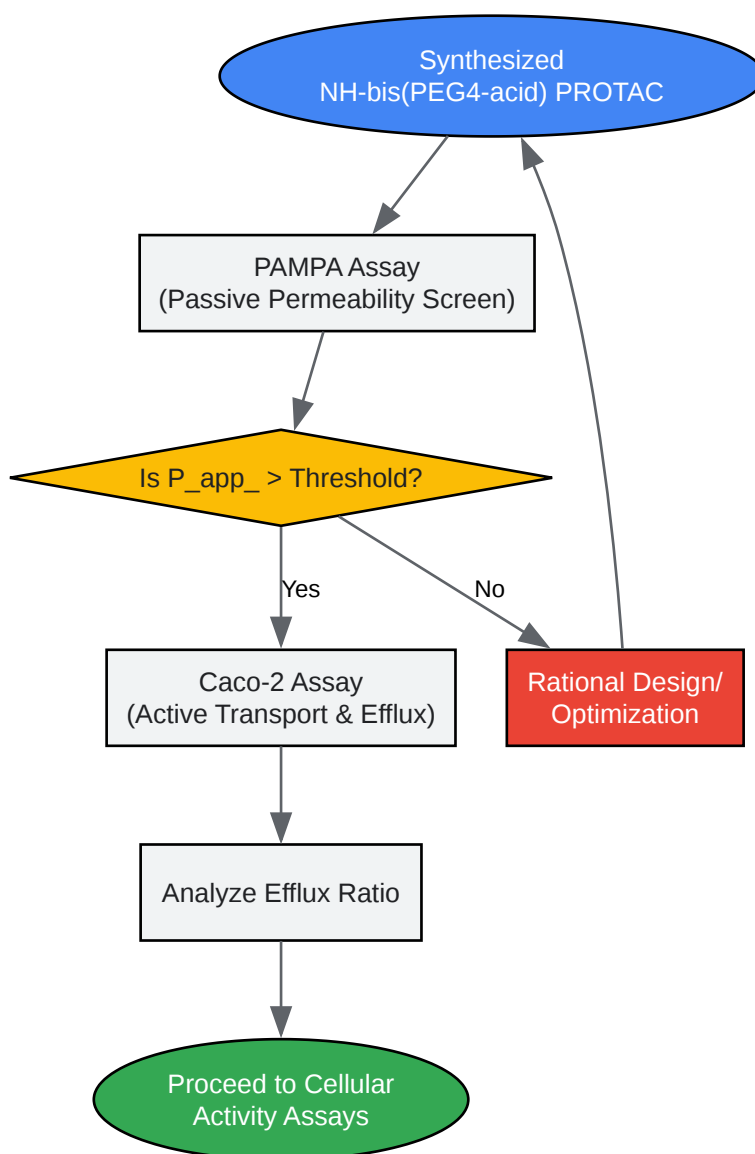 Synthesized
NH-bis(PEG4-acid) PROTAC
PAMPA Assay
(Passive Permeability Screen)
Is P_app_ > Threshold?
Yes
No
Caco-2 Assay
(Active Transport & Efflux)
Rational Design/
Optimization
Analyze Efflux Ratio
Proceed to Cellular
Activity Assays